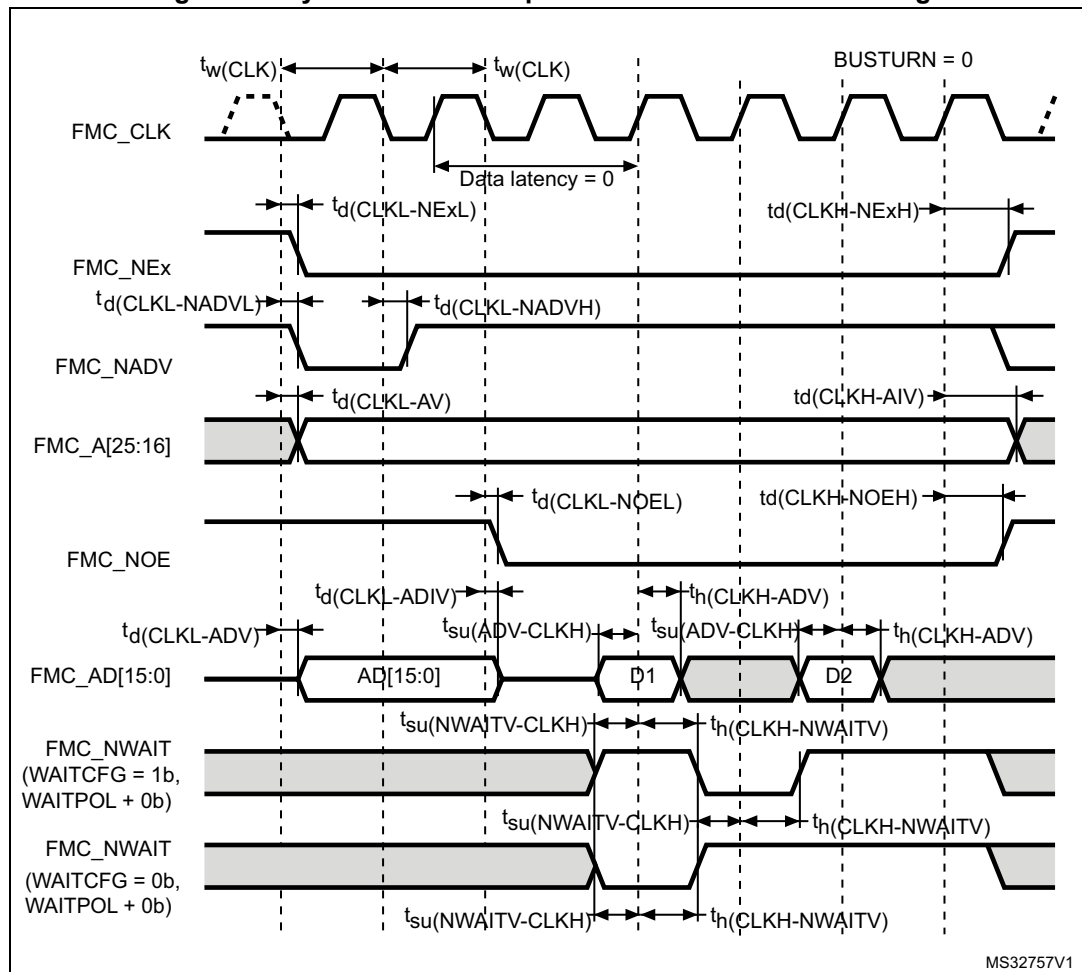 tw(CLK) tw(CLK) BUSTURN = 0
FMC_CLK
Data latency = 0
td(CLKL-NExL) td(CLKH-NExH)
FMC_NEx
td(CLKL-NADVL) td(CLKL-NADVH)
FMC_NADV
td(CLKL-AV) td(CLKH-AIV)
FMC_A[25:16]
td(CLKL-NOEL) td(CLKH-NOEH)
FMC_NOE
td(CLKL-ADIV) th(CLKH-ADV)
td(CLKL-ADV) tsu(ADV-CLKH) tsu(ADV-CLKH) th(CLKH-ADV)
FMC_AD[15:0] AD[15:0] D1 D2
tsu(NWAITV-CLKH) th(CLKH-NWAITV)
FMC_NWAIT
(WAITCFG = 1b,
WAITPOL + 0b)
tsu(NWAITV-CLKH) th(CLKH-NWAITV)
FMC_NWAIT
(WAITCFG = 0b,
WAITPOL + 0b)
tsu(NWAITV-CLKH) th(CLKH-NWAITV)
MS32757V1